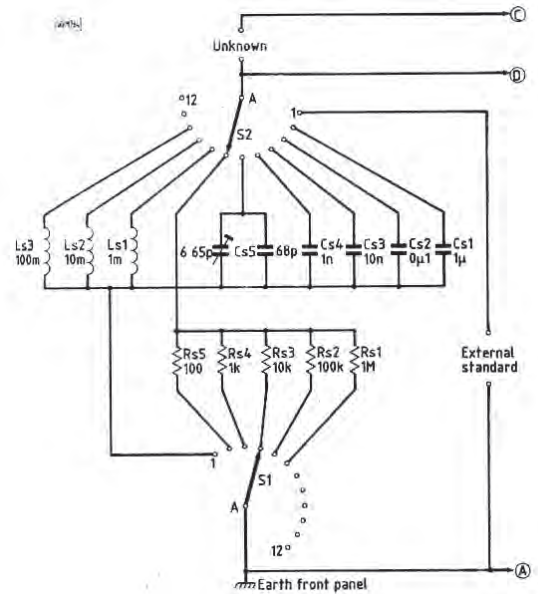 C
Unknown
D
A
12
1
S2
Ls3
100m
Ls2
10m
Ls1
1m
6 65p
Cs5
68p
Cs4
1n
Cs3
10n
Cs2
0µ1
Cs1
1µ
Rs5
100
Rs4
1k
Rs3
10k
Rs2
100k
Rs1
1M
External
standard
1
S1
A
12
A
Earth front panel